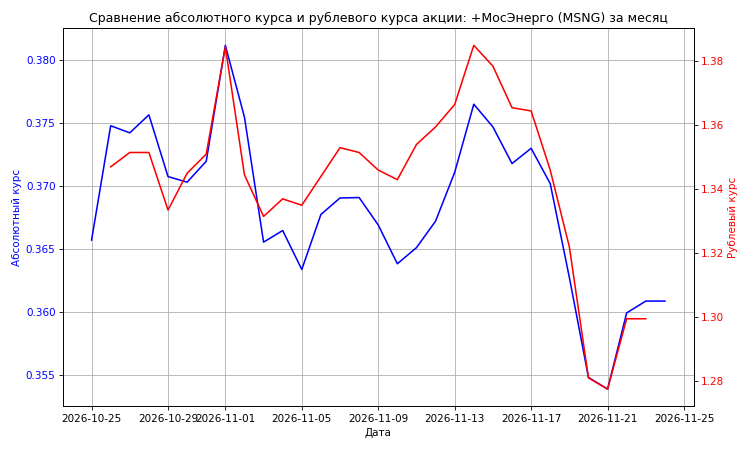 Сравнение абсолютного курса и рублевого курса акции: +МосЭнерго (MSNG) за месяц
0.380
0.375
0.370
0.365
0.360
0.355
Абсолютный курс
1.38
1.36
1.34
1.32
1.30
1.28
Рублевый курс
2026-10-25 2026-10-29 2026-11-01 2026-11-05 2026-11-09 2026-11-13 2026-11-17 2026-11-21 2026-11-25
Дата